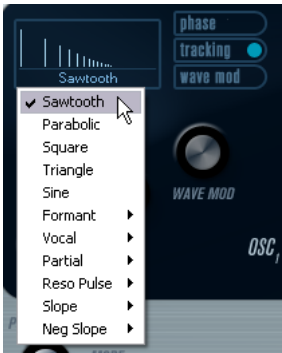 phase
tracking
wave mod
Sawtooth
Sawtooth
Parabolic
Square
Triangle
Sine
Formant
Vocal
Partial
Reso Pulse
Slope
Neg Slope
WAVE MOD
OSC1